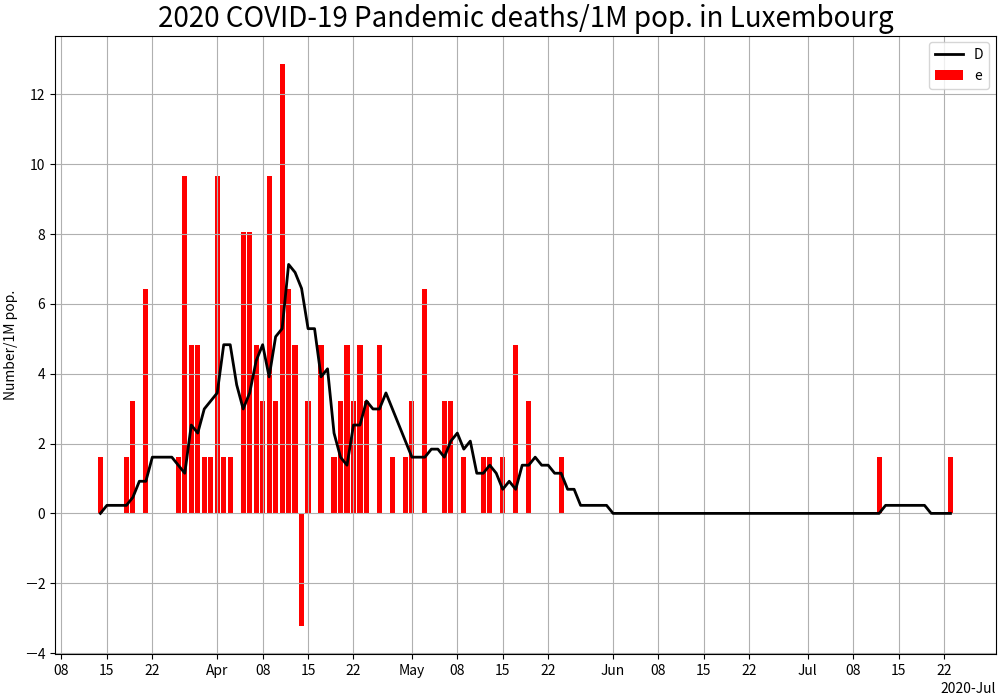 2020 COVID-19 Pandemic deaths/1M pop. in Luxembourg
D
e
Number/1M pop.
12
10
8
6
4
2
0
−2
−4
08 15 22 Apr 08 15 22 May 08 15 22 Jun 08 15 22 Jul 08 15 22
2020-Jul